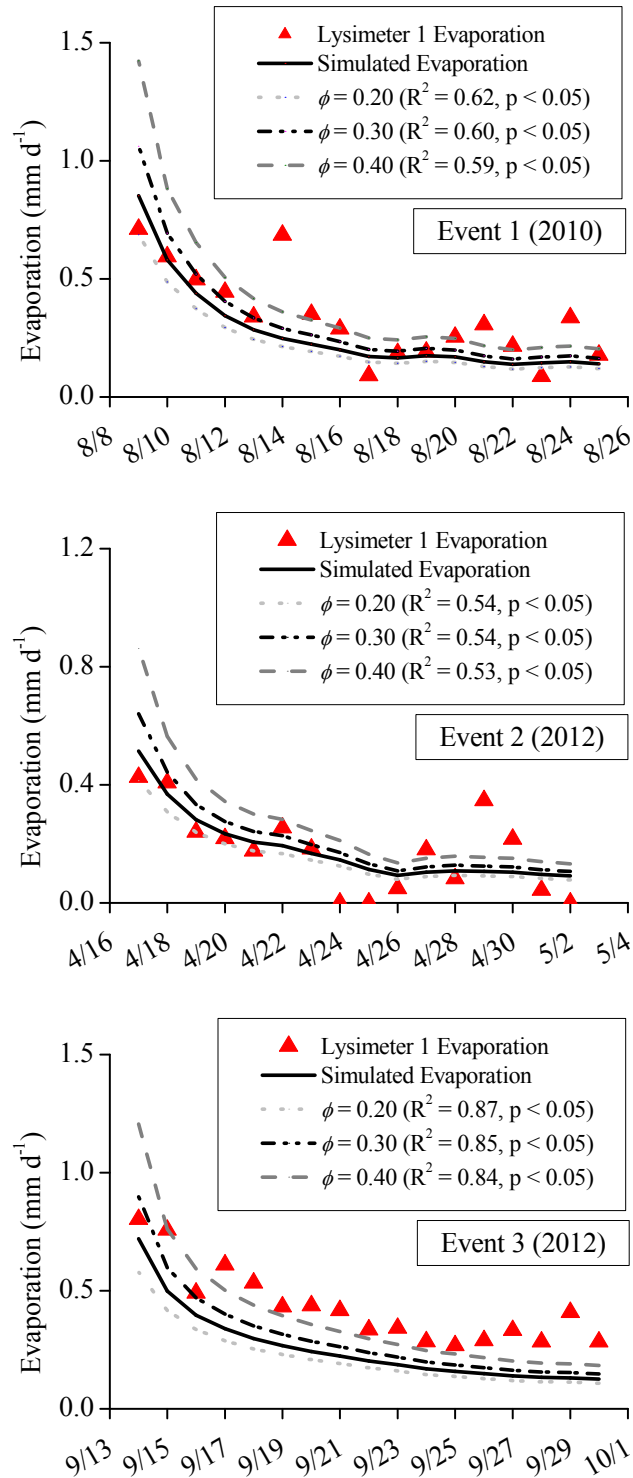 Evaporation (mm d⁻¹)
1.5
1.0
0.5
0.0
Lysimeter 1 Evaporation
Simulated Evaporation
ϕ = 0.20 (R² = 0.62, p < 0.05)
ϕ = 0.30 (R² = 0.60, p < 0.05)
ϕ = 0.40 (R² = 0.59, p < 0.05)
Event 1 (2010)
8/8 8/10 8/12 8/14 8/16 8/18 8/20 8/22 8/24 8/26
Evaporation (mm d⁻¹)
1.2
0.8
0.4
0.0
Lysimeter 1 Evaporation
Simulated Evaporation
ϕ = 0.20 (R² = 0.54, p < 0.05)
ϕ = 0.30 (R² = 0.54, p < 0.05)
ϕ = 0.40 (R² = 0.53, p < 0.05)
Event 2 (2012)
4/16 4/18 4/20 4/22 4/24 4/26 4/28 4/30 5/2 5/4
Evaporation (mm d⁻¹)
1.5
1.0
0.5
0.0
Lysimeter 1 Evaporation
Simulated Evaporation
ϕ = 0.20 (R² = 0.87, p < 0.05)
ϕ = 0.30 (R² = 0.85, p < 0.05)
ϕ = 0.40 (R² = 0.84, p < 0.05)
Event 3 (2012)
9/13 9/15 9/17 9/19 9/21 9/23 9/25 9/27 9/29 10/1